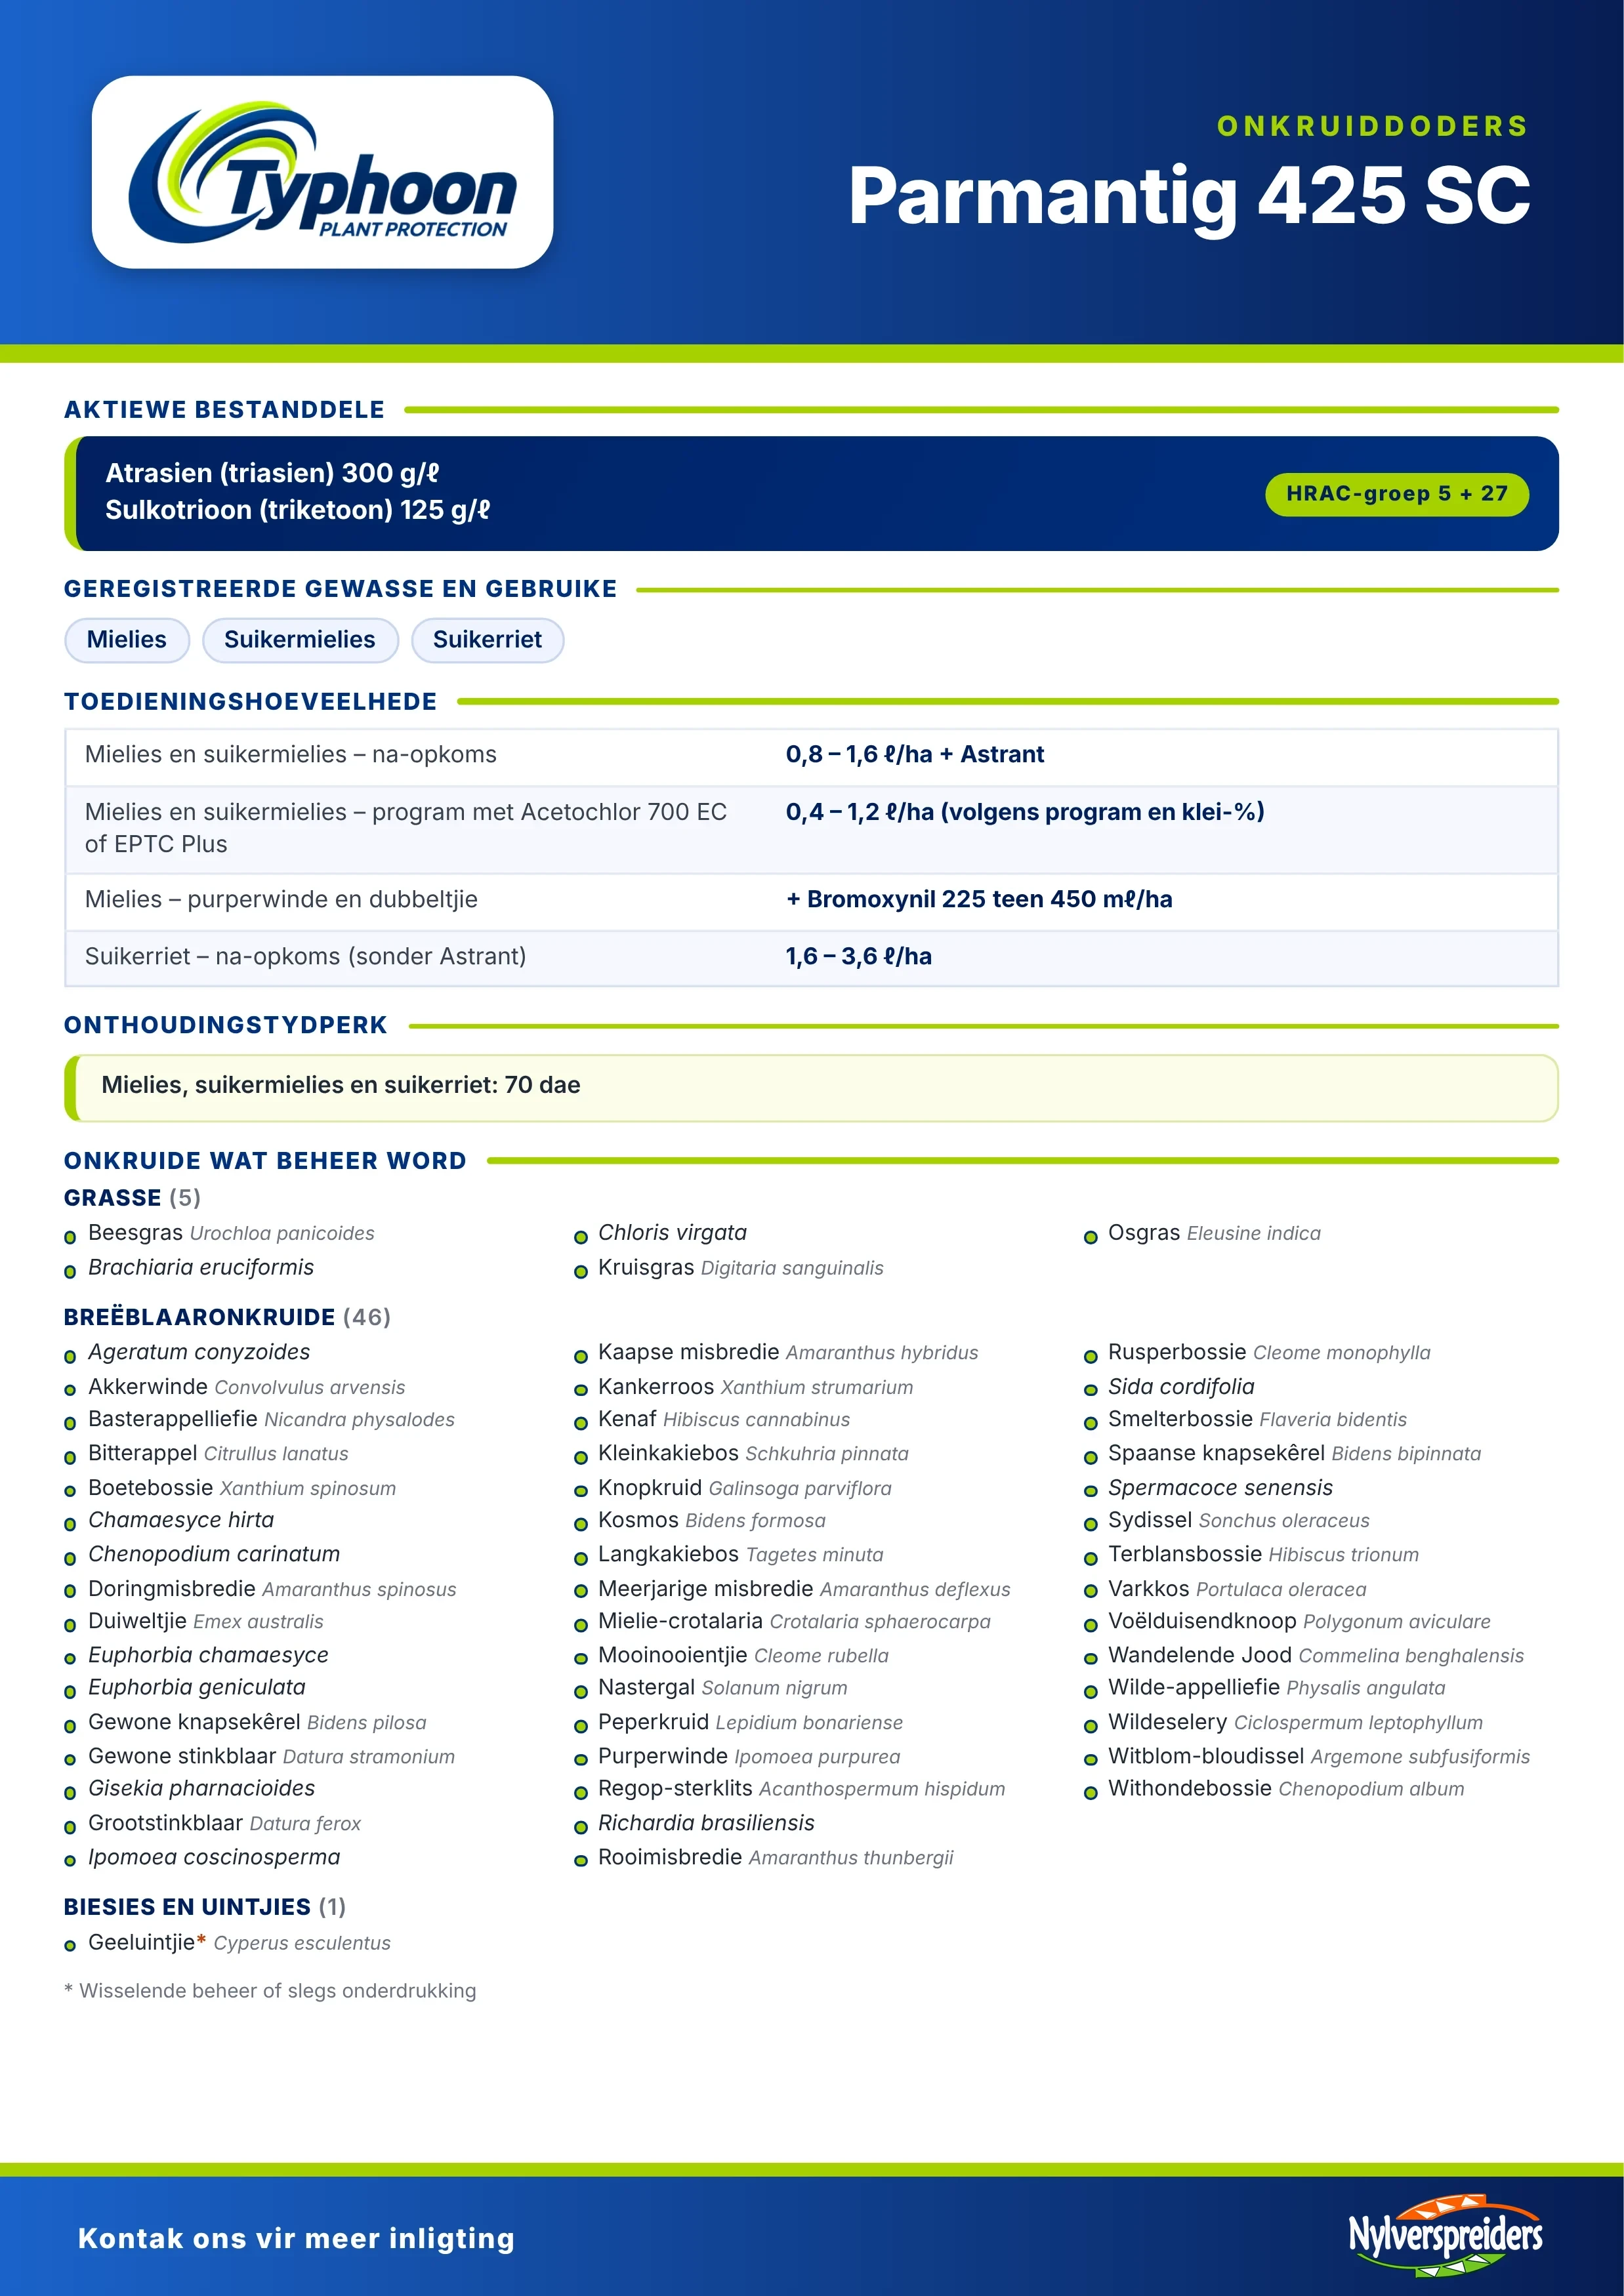 Typhoon
PLANT PROTECTION
ONKRUIDDODERS
Parmantig 425 SC
AKTIEWE BESTANDDELE
Atrasien (triasien) 300 g/ℓ
Sulkotrioon (triketoon) 125 g/ℓ
HRAC-groep 5 + 27
GEREGISTREERDE GEWASSE EN GEBRUIKE
Mielies
Suikermielies
Suikerriet
TOEDIENINGSHOEVEELHEDE
Mielies en suikermielies – na-opkoms
0,8 – 1,6 ℓ/ha + Astrant
Mielies en suikermielies – program met Acetochlor 700 EC
of EPTC Plus
0,4 – 1,2 ℓ/ha (volgens program en klei-%)
Mielies – purperwinde en dubbeltjie
+ Bromoxynil 225 teen 450 mℓ/ha
Suikerriet – na-opkoms (sonder Astrant)
1,6 – 3,6 ℓ/ha
ONTHOUDINGSTYDPERK
Mielies, suikermielies en suikerriet: 70 dae
ONKRUIDE WAT BEHEER WORD
GRASSE (5)
Beesgras Urochloa panicoides
Brachiaria eruciformis
Chloris virgata
Kruisgras Digitaria sanguinalis
Osgras Eleusine indica
BREËBLAARONKRUIDE (46)
Ageratum conyzoides
Akkerwinde Convolvulus arvensis
Basterappelliefie Nicandra physalodes
Bitterappel Citrullus lanatus
Boetebossie Xanthium spinosum
Chamaesyce hirta
Chenopodium carinatum
Doringmisbredie Amaranthus spinosus
Duiweltjie Emex australis
Euphorbia chamaesyce
Euphorbia geniculata
Gewone knapsekêrel Bidens pilosa
Gewone stinkblaar Datura stramonium
Gisekia pharnacioides
Grootstinkblaar Datura ferox
Ipomoea coscinosperma
Kaapse misbredie Amaranthus hybridus
Kankerroos Xanthium strumarium
Kenaf Hibiscus cannabinus
Kleinkakiebos Schkuhria pinnata
Knopkruid Galinsoga parviflora
Kosmos Bidens formosa
Langkakiebos Tagetes minuta
Meerjarige misbredie Amaranthus deflexus
Mielie-crotalaria Crotalaria sphaerocarpa
Mooinooientjie Cleome rubella
Nastergal Solanum nigrum
Peperkruid Lepidium bonariense
Purperwinde Ipomoea purpurea
Regop-sterklits Acanthospermum hispidum
Richardia brasiliensis
Rooimisbredie Amaranthus thunbergii
Rusperbossie Cleome monophylla
Sida cordifolia
Smelterbossie Flaveria bidentis
Spaanse knapsekêrel Bidens bipinnata
Spermacoce senensis
Sydissel Sonchus oleraceus
Terblansbossie Hibiscus trionum
Varkkos Portulaca oleracea
Voëlduisendknoop Polygonum aviculare
Wandelende Jood Commelina benghalensis
Wilde-appelliefie Physalis angulata
Wildeselery Ciclospermum leptophyllum
Witblom-bloudissel Argemone subfusiformis
Withondebossie Chenopodium album
BIESIES EN UINTJIES (1)
Geeluintjie* Cyperus esculentus
* Wisselende beheer of slegs onderdrukking
Kontak ons vir meer inligting
Nylverspreiders